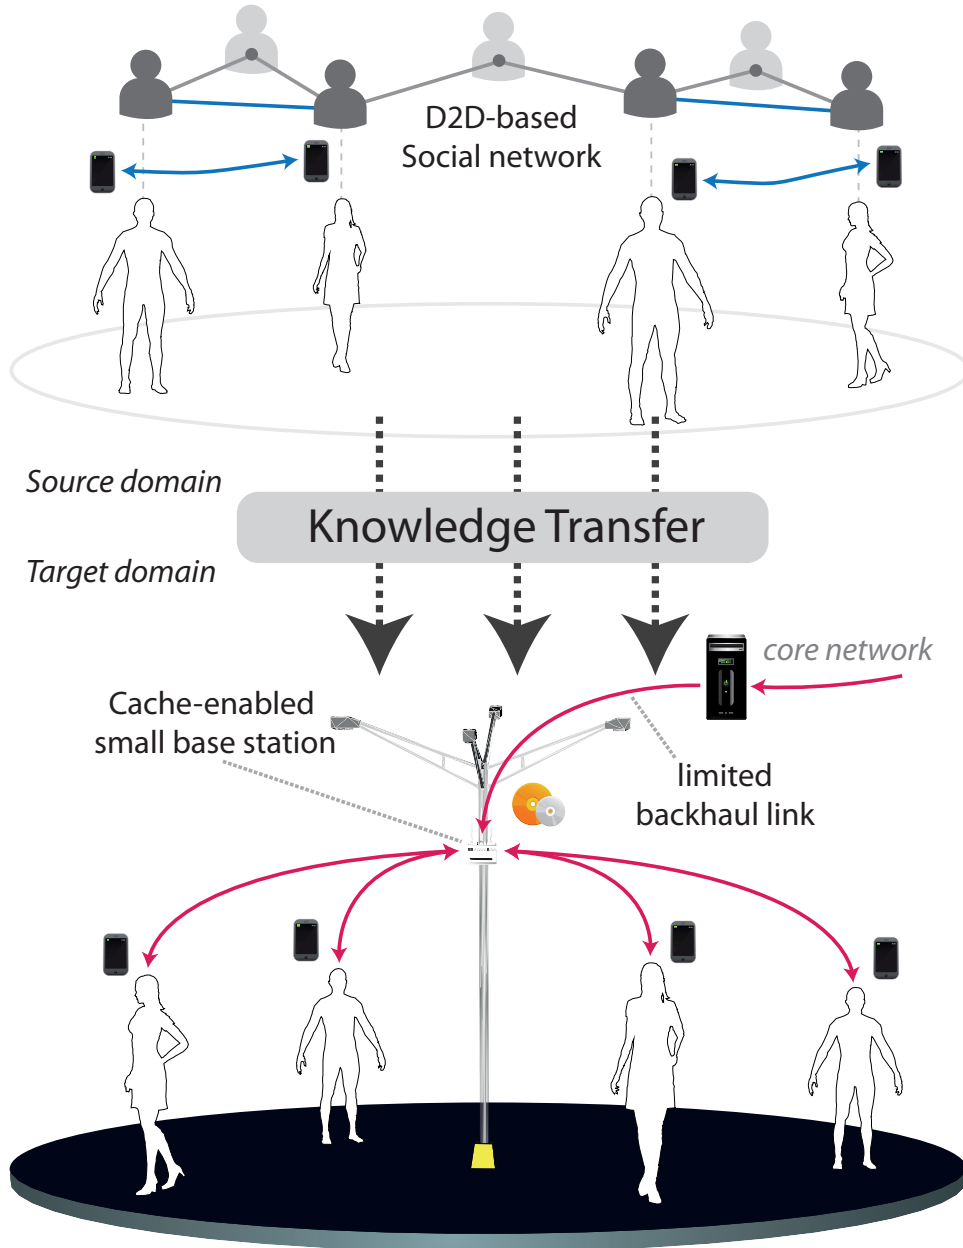 D2D-based
Social network
Source domain
Knowledge Transfer
Target domain
core network
Cache-enabled
small base station
limited
backhaul link